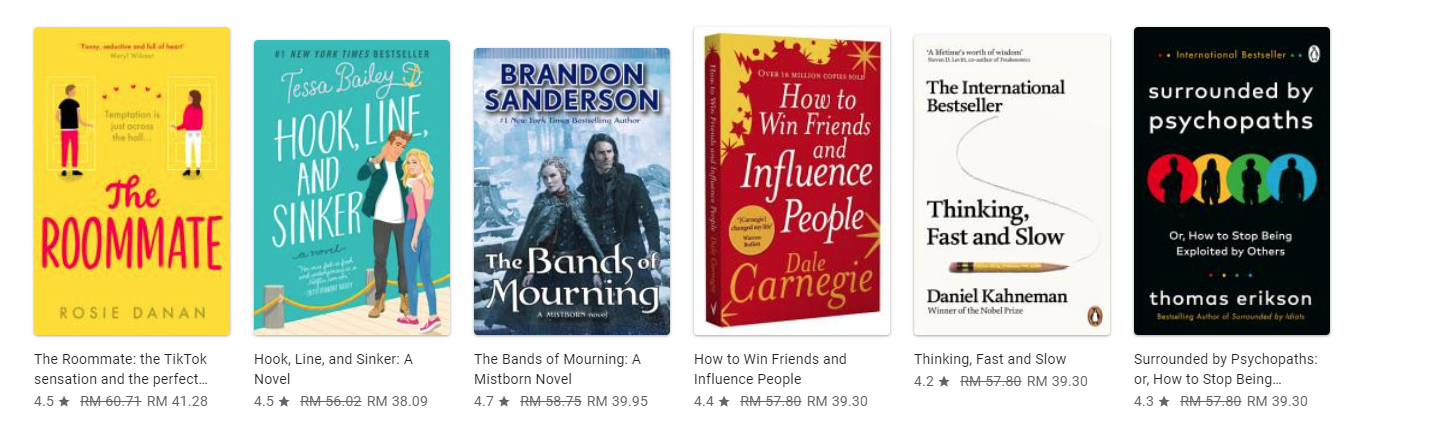 'Funny, seductive and full of heart'
Meryl Wilsner
Temptation is
just across
the hall...
The
ROOMMATE
ROSIE DANAN
#1 NEW YORK TIMES BESTSELLER
Tessa Bailey
HOOK, LINE,
AND
SINKER
a novel
BRANDON
SANDERSON
#1 New York Times Bestselling Author
The Bands of
Mourning
A MISTBORN novel
How to Win Friends and Influence People Dale Carnegie
OVER 16 MILLION COPIES SOLD
How to
Win Friends
and
Influence
People
'[Carnegie]
changed my life'
Warren
Buffett
Dale
Carnegie
'A lifetime's worth of wisdom'
Steven D. Levitt, co-author of Freakonomics
The International
Bestseller
Thinking,
Fast and Slow
Daniel Kahneman
Winner of the Nobel Prize
International Bestseller
surrounded by
psychopaths
Or, How to Stop Being
Exploited by Others
thomas erikson
Bestselling Author of Surrounded by Idiots
The Roommate: the TikTok
sensation and the perfect...
4.5 ★ RM 60.71 RM 41.28
Hook, Line, and Sinker: A
Novel
4.5 ★ RM 56.02 RM 38.09
The Bands of Mourning: A
Mistborn Novel
4.7 ★ RM 58.75 RM 39.95
How to Win Friends and
Influence People
4.4 ★ RM 57.80 RM 39.30
Thinking, Fast and Slow
4.2 ★ RM 57.80 RM 39.30
Surrounded by Psychopaths:
or, How to Stop Being...
4.3 ★ RM 57.80 RM 39.30